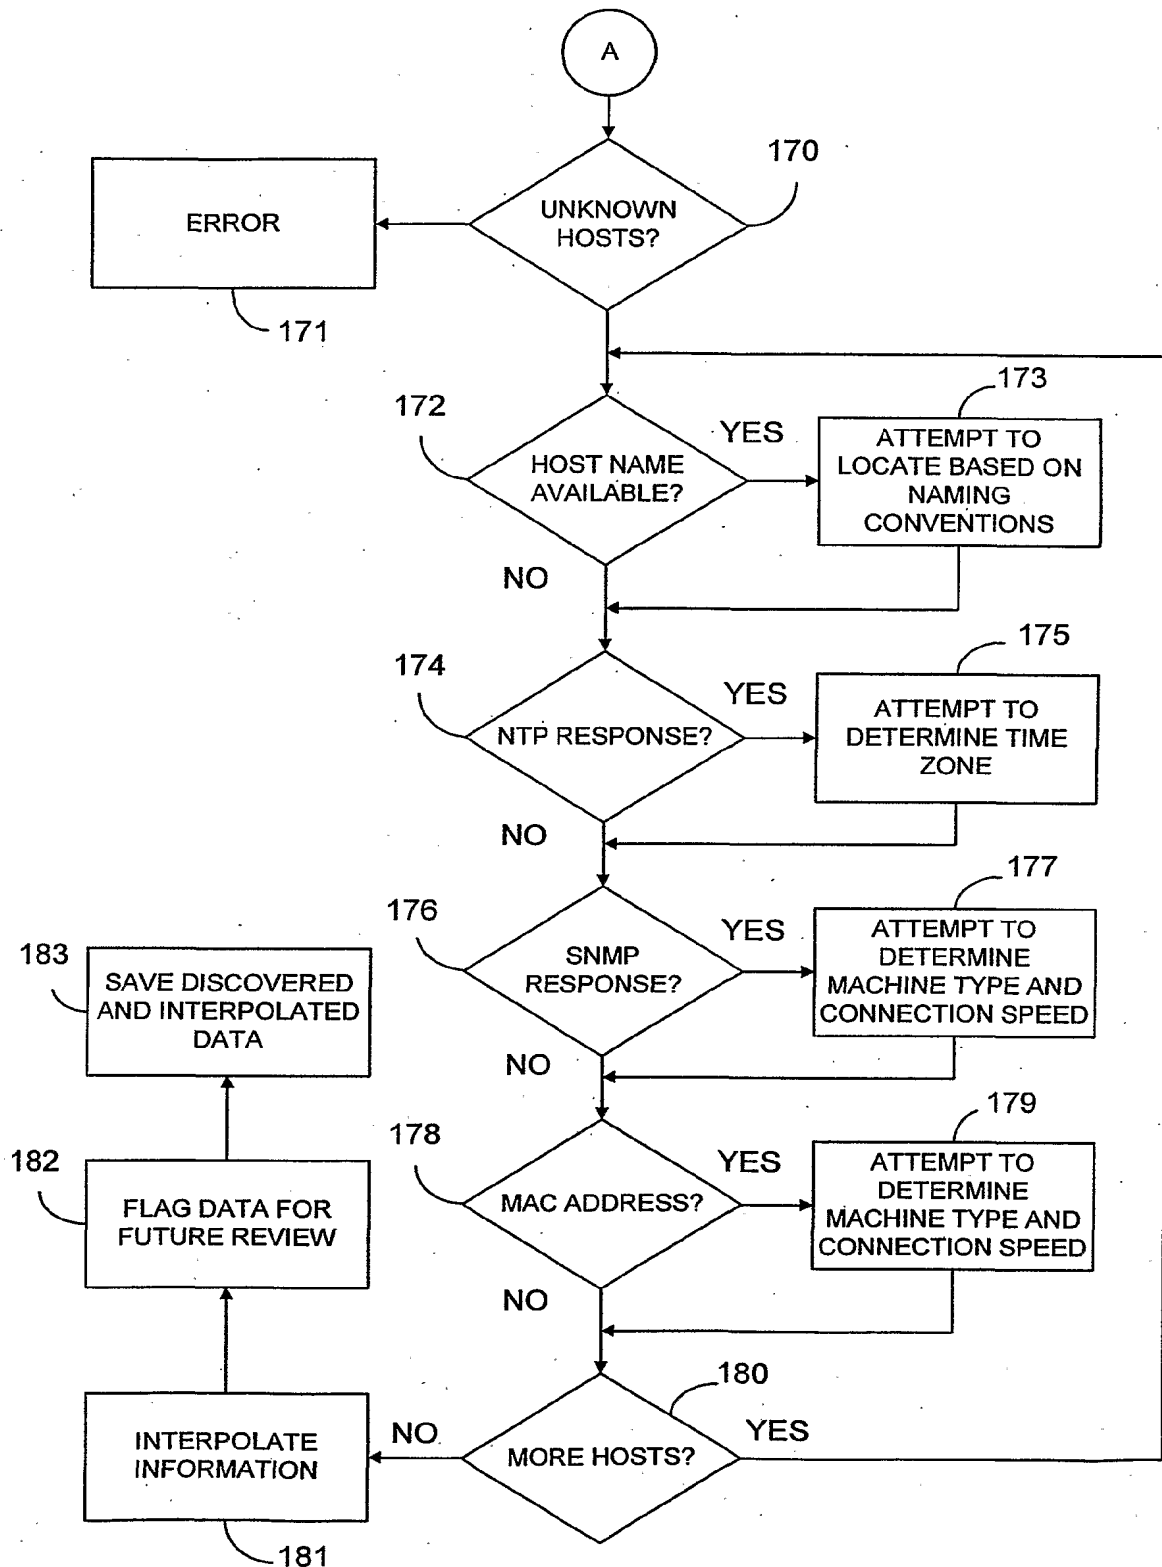 A
170
UNKNOWN
HOSTS?
ERROR
171
172
HOST NAME
AVAILABLE?
YES
173
ATTEMPT TO
LOCATE BASED ON
NAMING
CONVENTIONS
NO
174
NTP RESPONSE?
YES
175
ATTEMPT TO
DETERMINE TIME
ZONE
NO
176
SNMP
RESPONSE?
YES
177
ATTEMPT TO
DETERMINE
MACHINE TYPE AND
CONNECTION SPEED
NO
178
MAC ADDRESS?
YES
179
ATTEMPT TO
DETERMINE
MACHINE TYPE AND
CONNECTION SPEED
NO
180
MORE HOSTS?
YES
NO
INTERPOLATE
INFORMATION
181
182
FLAG DATA FOR
FUTURE REVIEW
183
SAVE DISCOVERED
AND INTERPOLATED
DATA